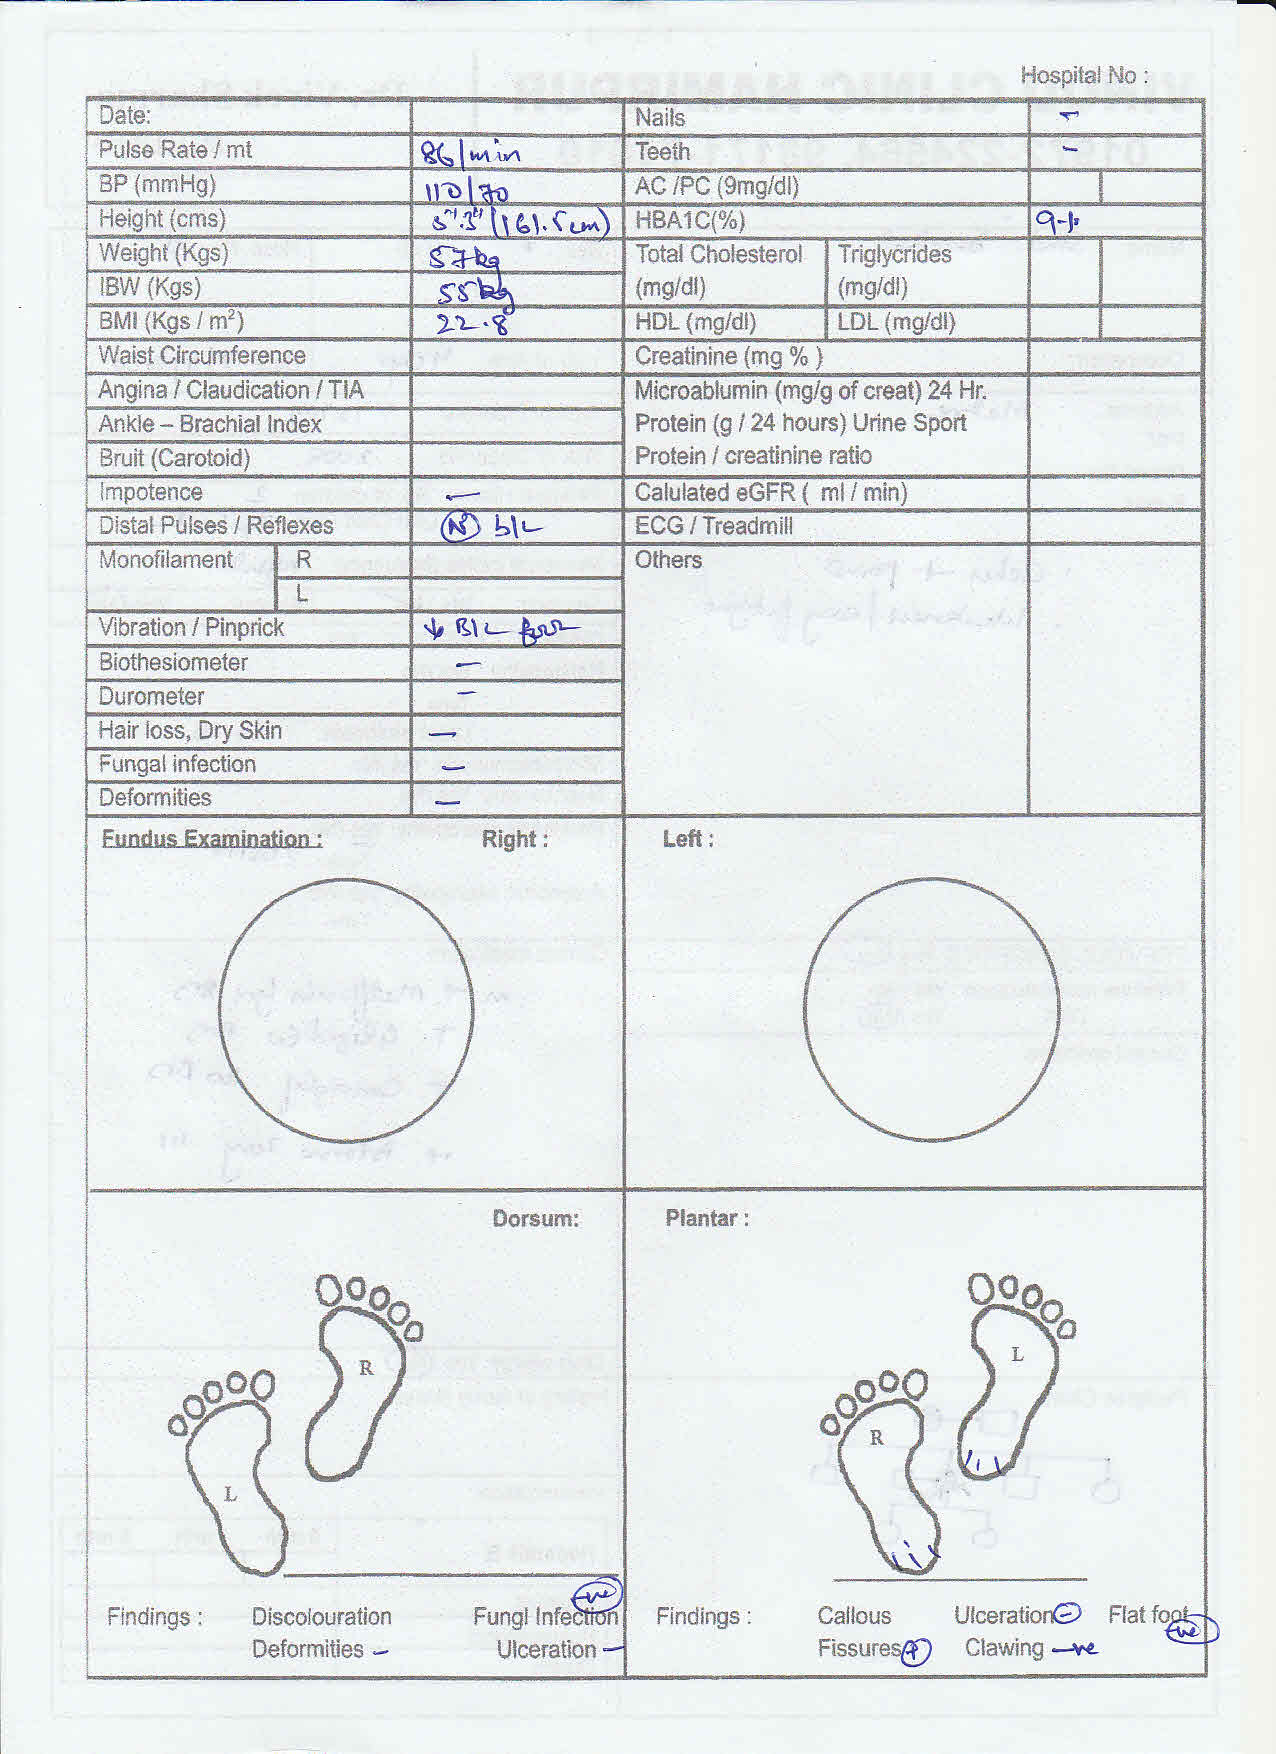 Hospital No :
Date: Nails -
Pulse Rate / mt 86/min Teeth -
BP (mmHg) 110/70 AC /PC (9mg/dl)
Height (cms) 5'.3" (161.5cm) HBA1C(%)
Weight (Kgs) 57kg Total Cholesterol Triglycrides
IBW (Kgs) 55kg (mg/dl) (mg/dl)
BMI (Kgs / m²) 22.8 HDL (mg/dl) LDL (mg/dl)
Waist Circumference Creatinine (mg % )
Angina / Claudication / TIA Microablumin (mg/g of creat) 24 Hr.
Ankle – Brachial Index Protein (g / 24 hours) Urine Sport
Bruit (Carotoid) Protein / creatinine ratio
Impotence - Calulated eGFR ( ml / min)
Distal Pulses / Reflexes N B/L ECG / Treadmill
Monofilament R Others
L
Vibration / Pinprick ↓ B/L
Biothesiometer -
Durometer -
Hair loss, Dry Skin -
Fungal infection -
Deformities -
Fundus Examination : Right : Left :
Dorsum: Plantar :
R L
L R
-ve
Findings : Discolouration Fungl Infection Findings : Callous Ulceration - Flat foot -ve
Deformities - Ulceration - Fissures + Clawing -ve